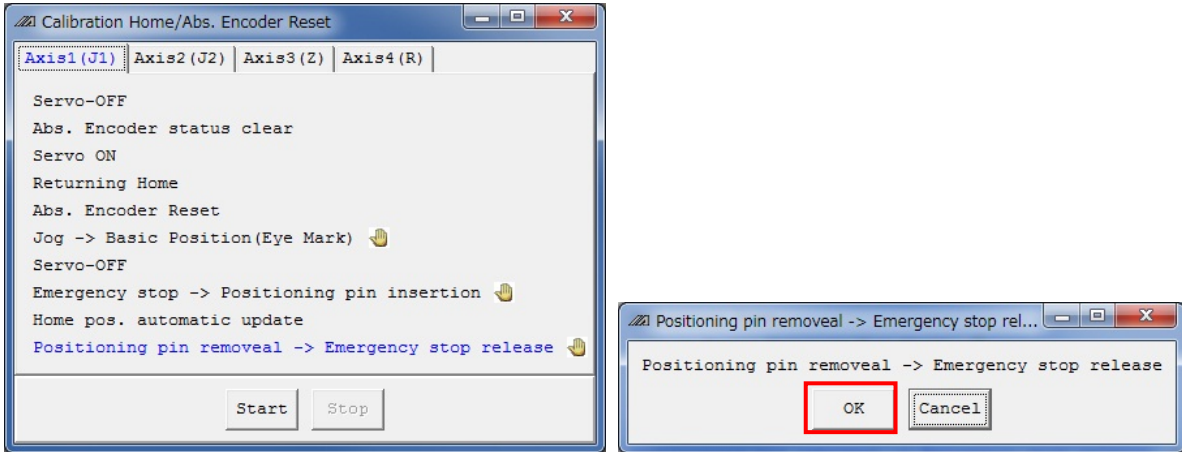 Calibration Home/Abs. Encoder Reset
Axis1(J1) Axis2(J2) Axis3(Z) Axis4(R)
Servo-OFF
Abs. Encoder status clear
Servo ON
Returning Home
Abs. Encoder Reset
Jog -> Basic Position(Eye Mark)
Servo-OFF
Emergency stop -> Positioning pin insertion
Home pos. automatic update
Positioning pin removeal -> Emergency stop release
Start Stop
Positioning pin removeal -> Emergency stop rel...
Positioning pin removeal -> Emergency stop release
OK Cancel